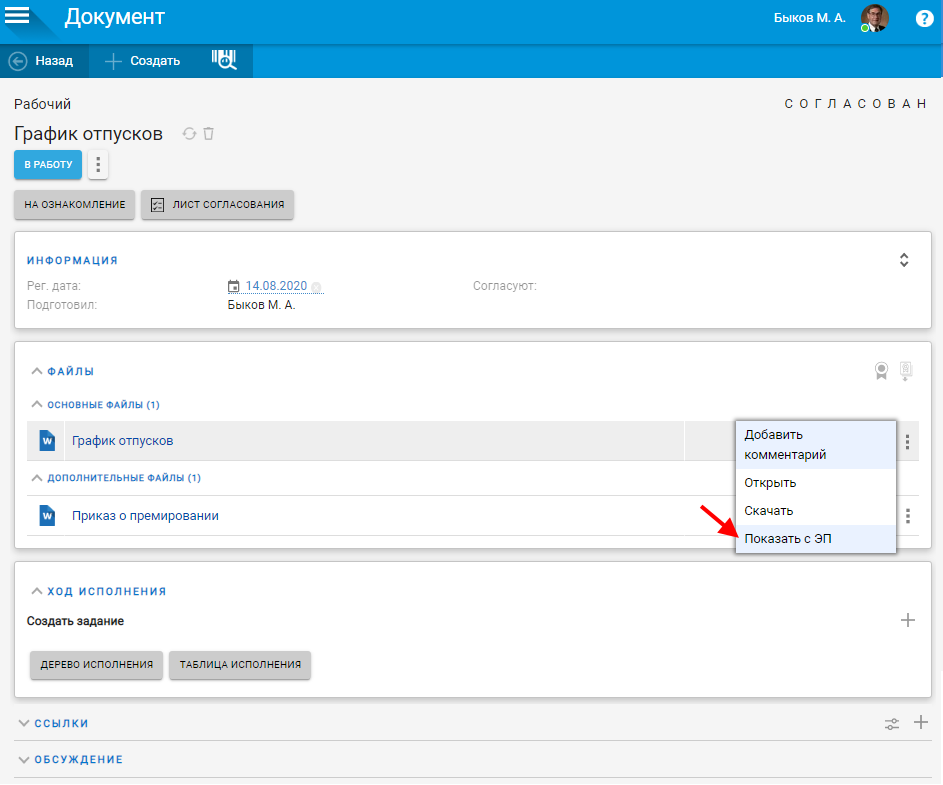 Документ
Быков М. А.
?
Назад
Создать
Рабочий
СОГЛАСОВАН
График отпусков
В РАБОТУ
НА ОЗНАКОМЛЕНИЕ
ЛИСТ СОГЛАСОВАНИЯ
ИНФОРМАЦИЯ
Рег. дата:
14.08.2020
Согласуют:
Подготовил:
Быков М. А.
ФАЙЛЫ
ОСНОВНЫЕ ФАЙЛЫ (1)
W
График отпусков
ДОПОЛНИТЕЛЬНЫЕ ФАЙЛЫ (1)
W
Приказ о премировании
Добавить
комментарий
Открыть
Скачать
Показать с ЭП
ХОД ИСПОЛНЕНИЯ
Создать задание
ДЕРЕВО ИСПОЛНЕНИЯ
ТАБЛИЦА ИСПОЛНЕНИЯ
ССЫЛКИ
ОБСУЖДЕНИЕ